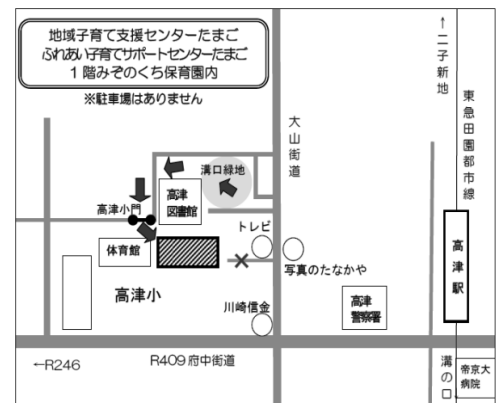 地域子育て支援センターたまご
ふれあい子育てサポートセンターたまご
1階みぞのくち保育園内
※駐車場はありません
↑二子新地
東急田園都市線
大山街道
溝口緑地
高津図書館
高津小門
トレビ
体育館
写真のたなかや
高津駅
高津小
川崎信金
高津警察署
←R246
R409府中街道
溝の口
帝京大病院